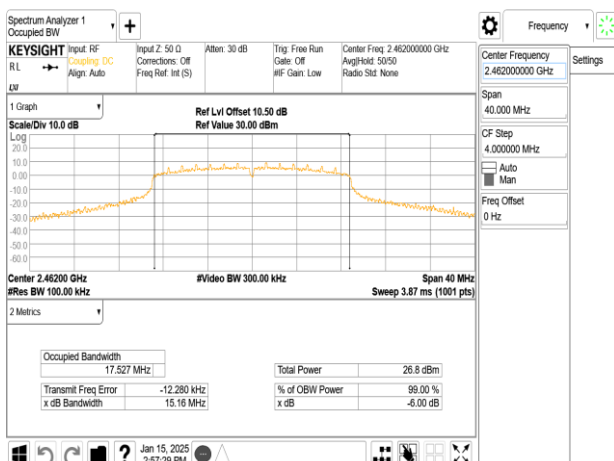 Spectrum Analyzer 1
Occupied BW
Frequency
KEYSIGHT
RL
Input: RF
Coupling: DC
Align: Auto
Input Z: 50 Ω
Corrections: Off
Freq Ref: Int (S)
Atten: 30 dB
Trig: Free Run
Gate: Off
#IF Gain: Low
Center Freq: 2.462000000 GHz
Avg|Hold: 50/50
Radio Std: None
Center Frequency
2.462000000 GHz
Settings
Span
40.000 MHz
CF Step
4.000000 MHz
Auto
Man
Freq Offset
0 Hz
1 Graph
Scale/Div 10.0 dB
Ref Lvl Offset 10.50 dB
Ref Value 30.00 dBm
Log
20.0
10.0
0.00
-10.0
-20.0
-30.0
-40.0
-50.0
-60.0
Center 2.46200 GHz
#Res BW 100.00 kHz
#Video BW 300.00 kHz
Span 40 MHz
Sweep 3.87 ms (1001 pts)
2 Metrics
Occupied Bandwidth
17.527 MHz
Total Power 26.8 dBm
Transmit Freq Error -12.280 kHz
% of OBW Power 99.00 %
x dB Bandwidth 15.16 MHz
x dB -6.00 dB
?
Jan 15, 2025
2:57:29 PM